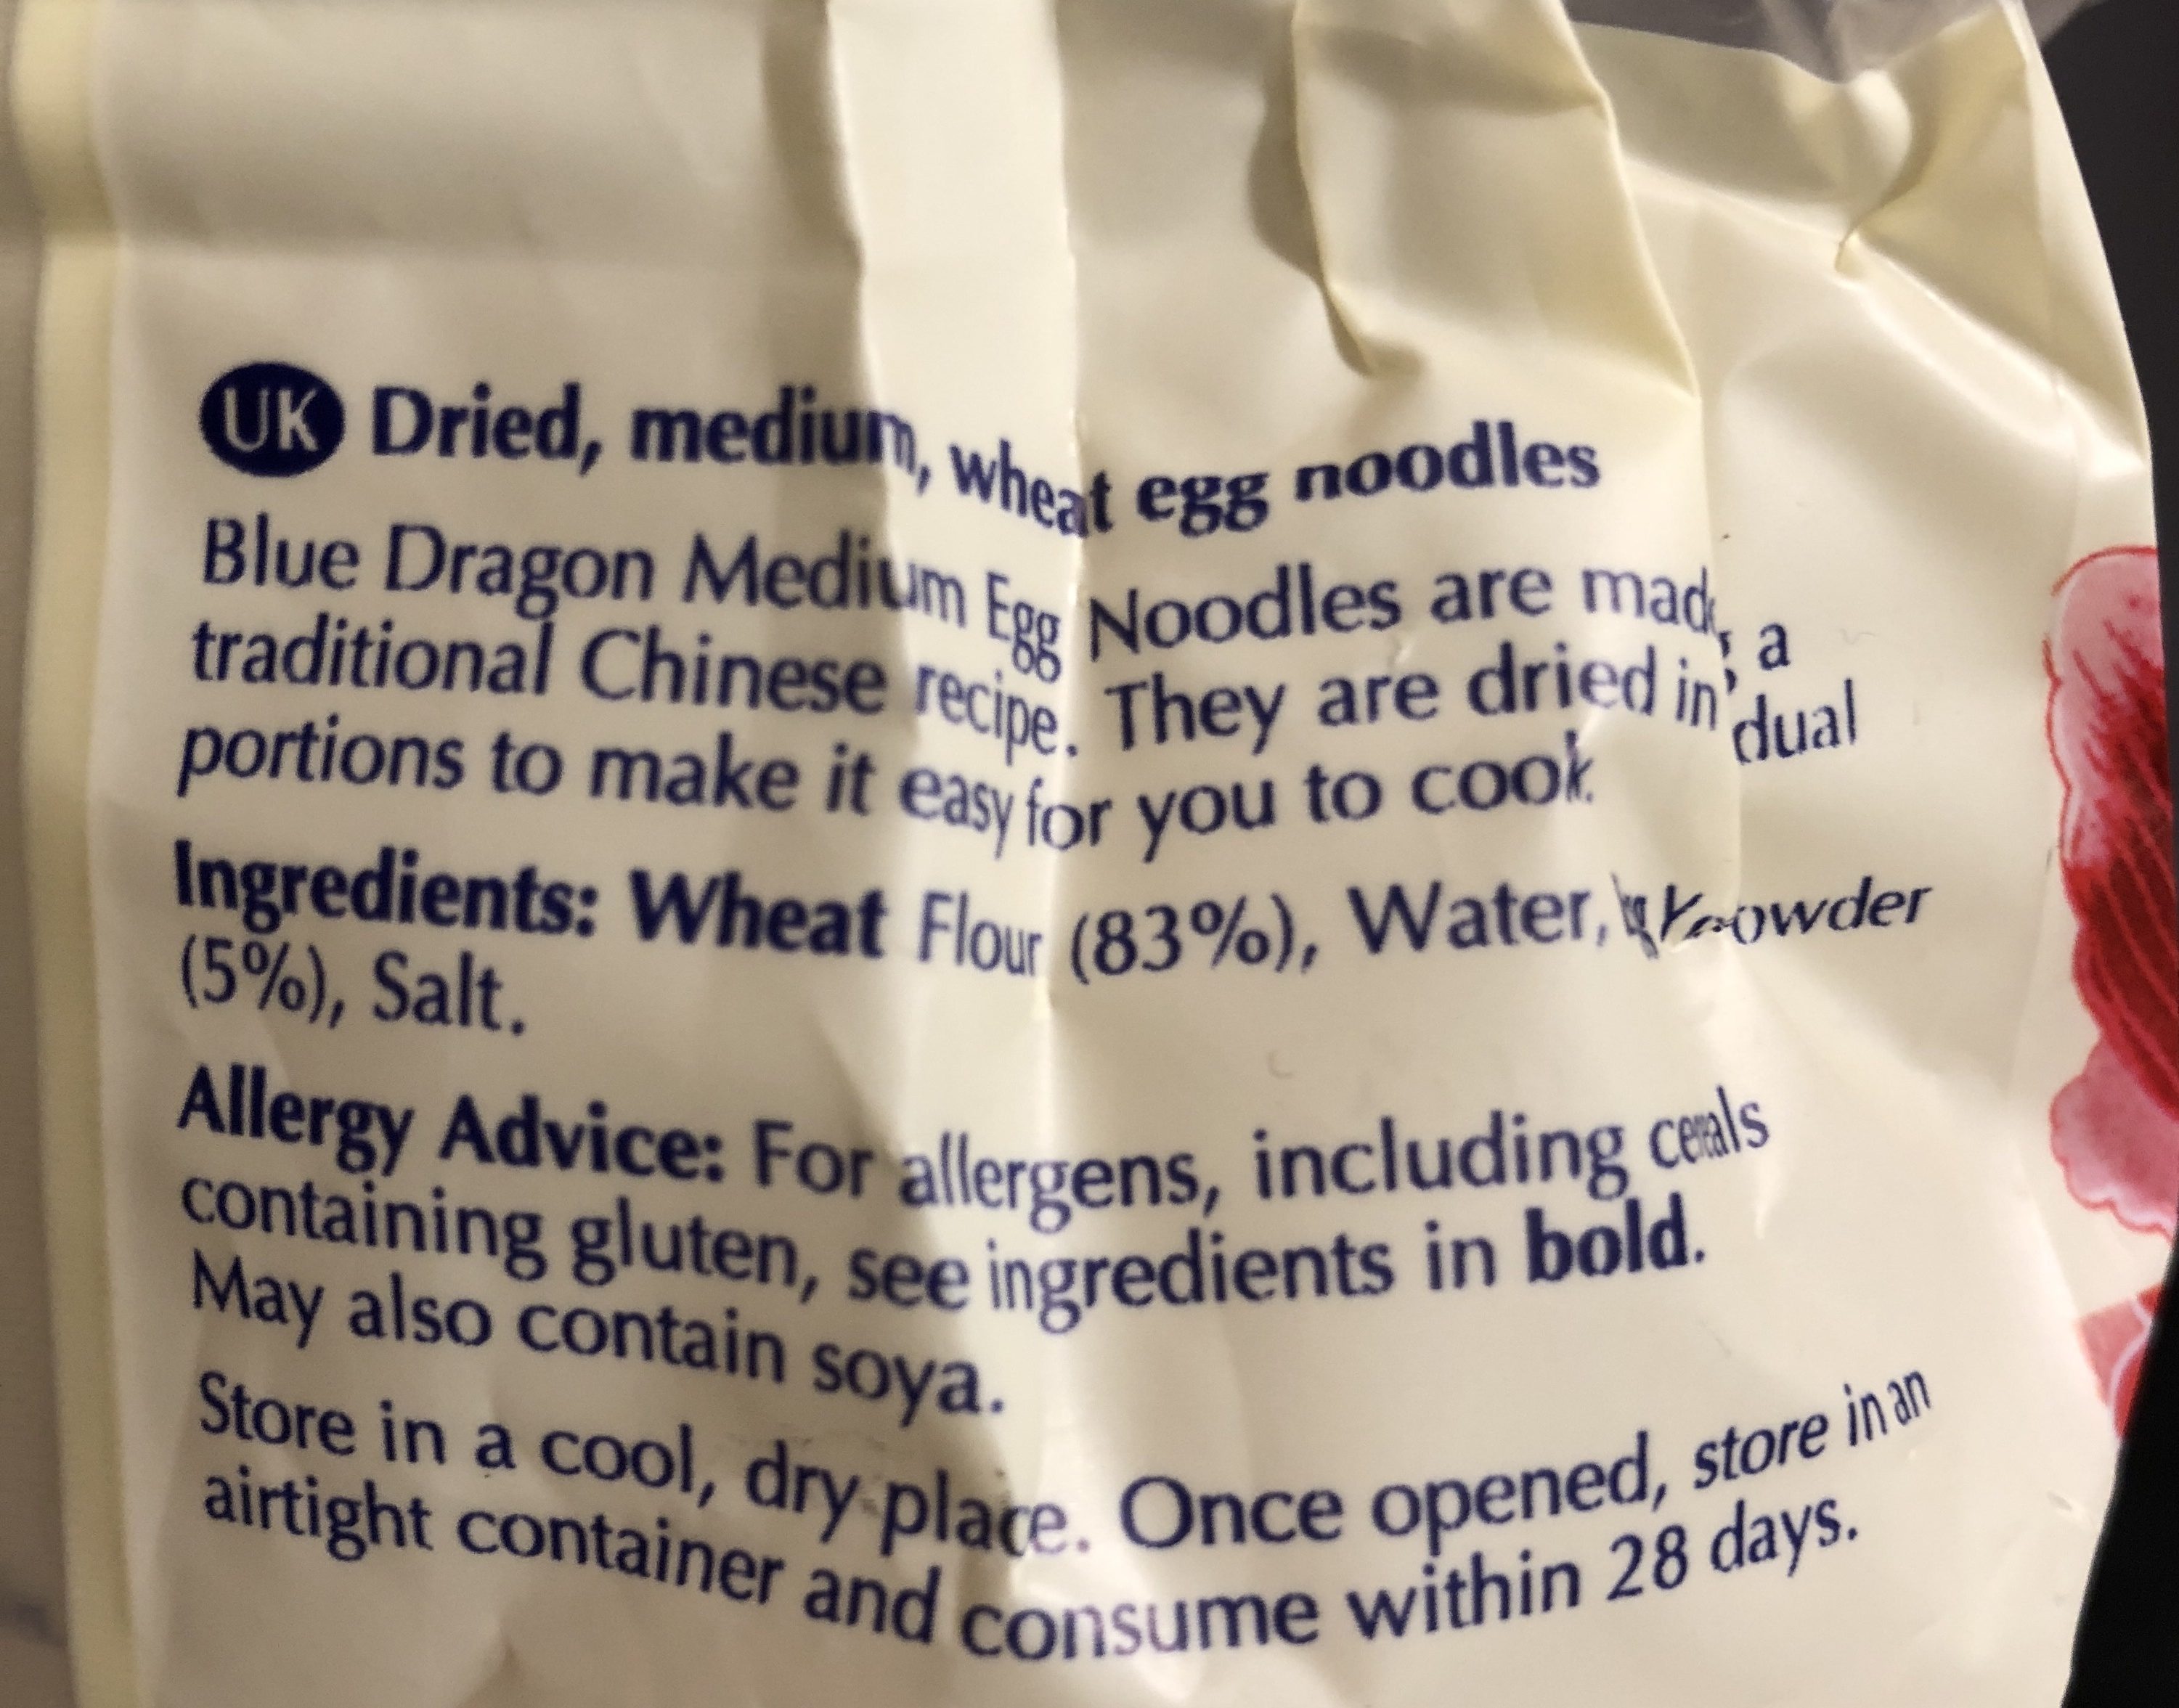 UK Dried, medium, wheat egg noodles
Blue Dragon Medium Egg Noodles are a
traditional Chinese recipe. They are dried
portions to make it easy for you to cook.
Ingredients: Wheat Flour (83%), Water,
(5%), Salt.
Allergy Advice: For allergens, including cereals
containing gluten, see ingredients in bold.
May also contain soya.
Store in a cool, dry place. Once opened, store in an
airtight container and consume within 28 days.